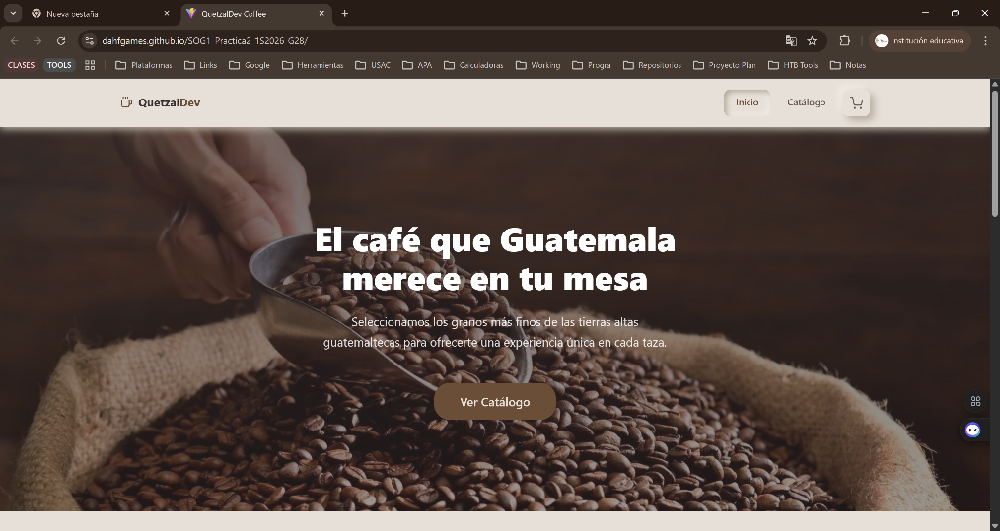 Nueva pestaña
QuetzalDev Coffee
dahfgames.github.io/SOG1_Practica2_1S2026_G28/
Institución educativa
CLASES
TOOLS
Plataformas
Links
Google
Herramientas
USAC
APA
Calculadoras
Working
Progra
Repositorios
Proyecto Plan
HTB Tools
Notas
QuetzalDev
Inicio
Catálogo
El café que Guatemala
merece en tu mesa
Seleccionamos los granos más finos de las tierras altas
guatemaltecas para ofrecerte una experiencia única en cada taza.
Ver Catálogo